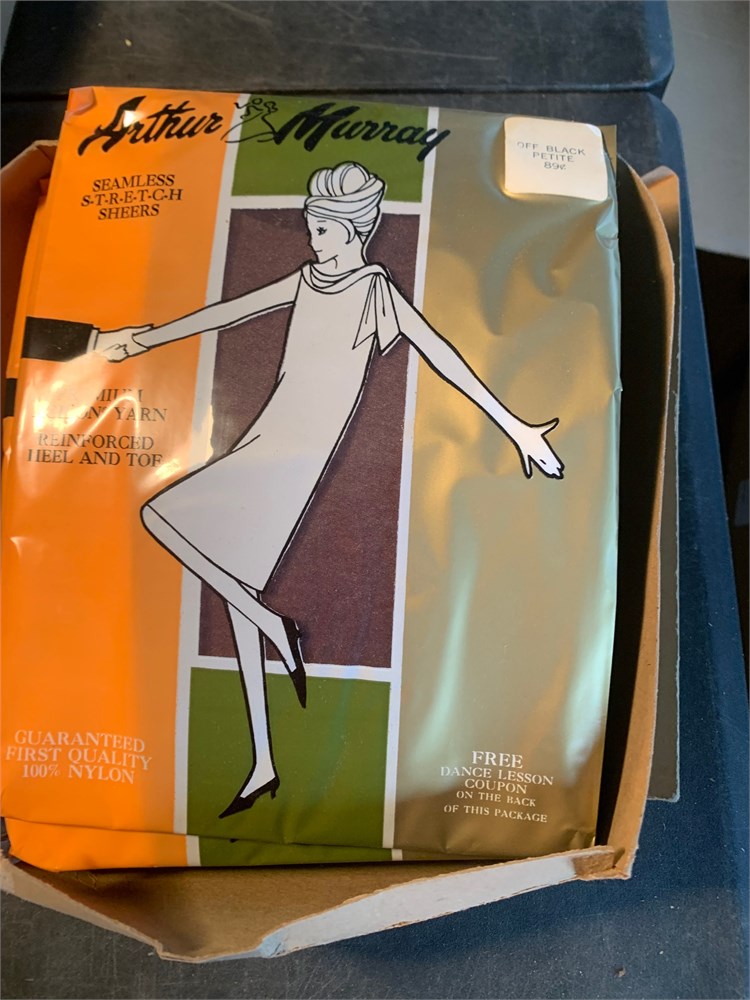 Arthur Murray
OFF BLACK
PETITE
89¢
SEAMLESS
S-T-R-E-T-C-H
SHEERS
YARN
REINFORCED
HEEL AND TOE
GUARANTEED
FIRST QUALITY
100% NYLON
FREE
DANCE LESSON
COUPON
ON THE BACK
OF THIS PACKAGE